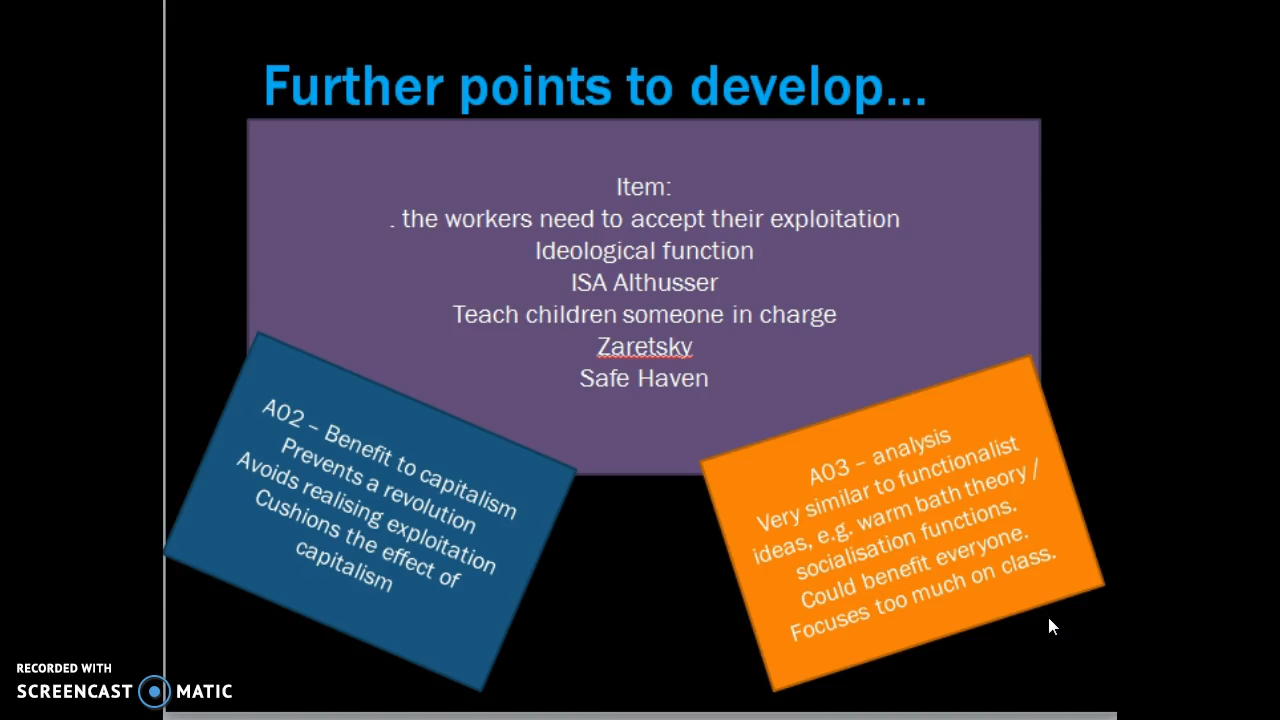 Further points to develop...
Item:
. the workers need to accept their exploitation
Ideological function
ISA Althusser
Teach children someone in charge
Zaretsky
Safe Haven
A02 – Benefit to capitalism
Prevents a revolution
Avoids realising exploitation
Cushions the effect of
capitalism
A03 – analysis
Very similar to functionalist
ideas, e.g. warm bath theory /
socialisation functions.
Could benefit everyone.
Focuses too much on class.
RECORDED WITH
SCREENCAST MATIC